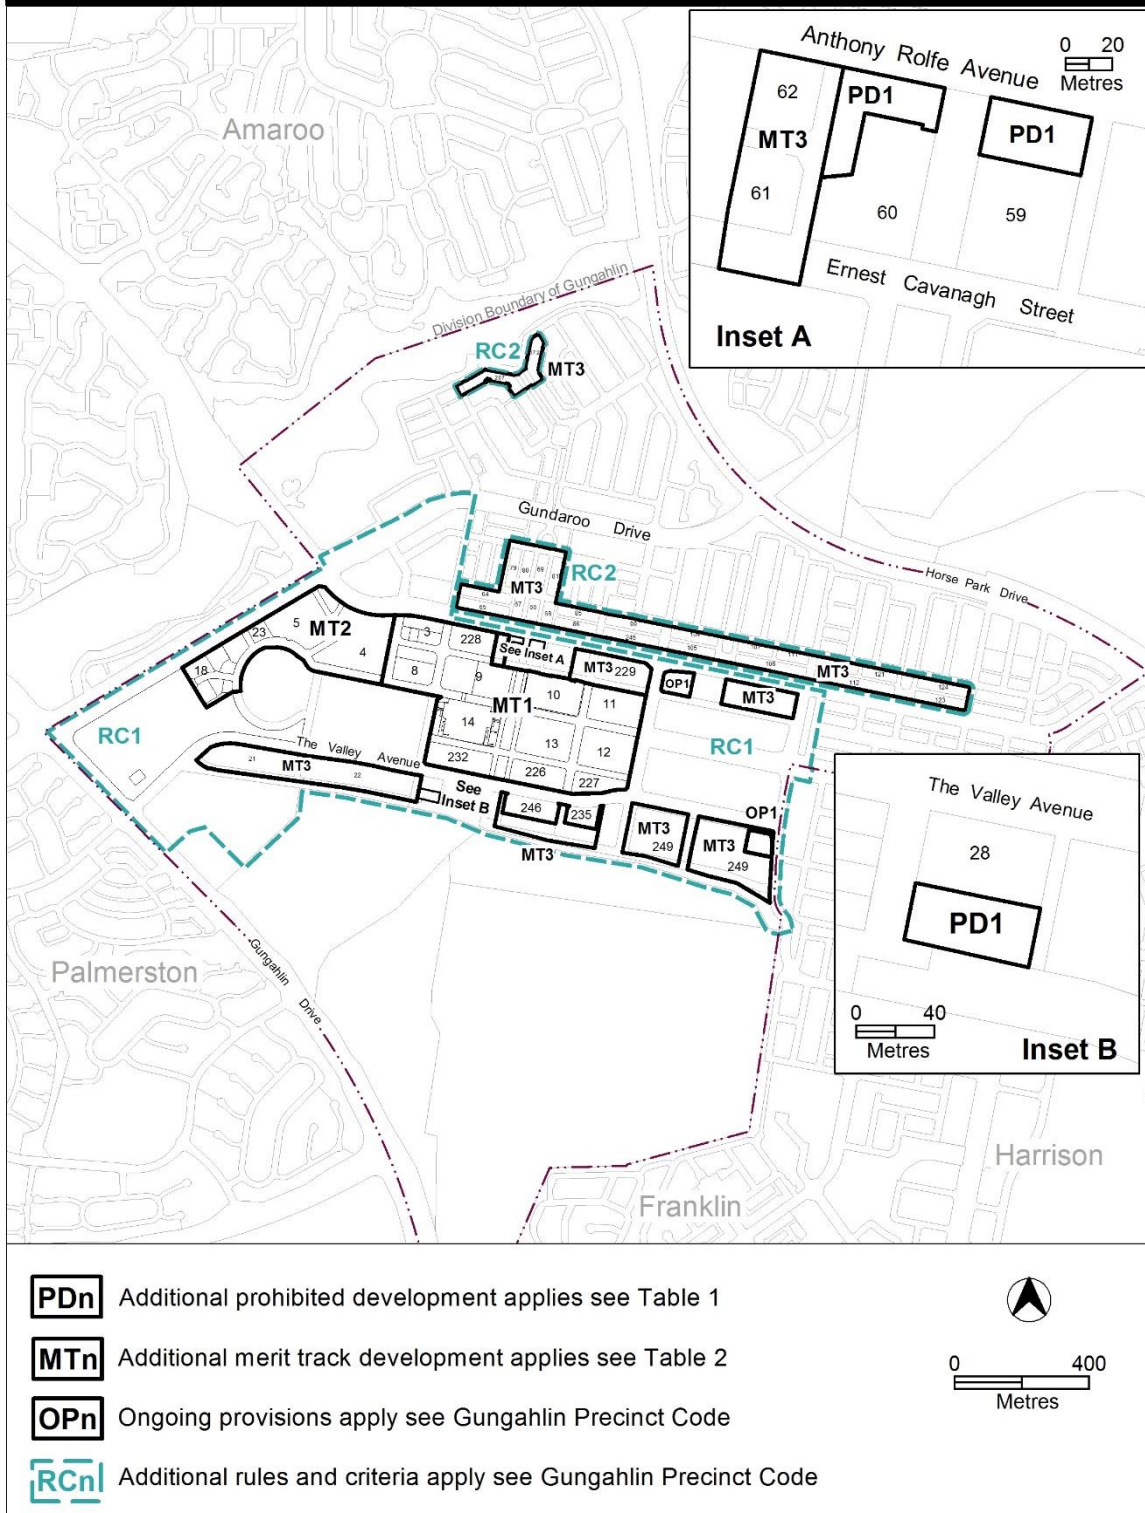 Anthony Rolfe Avenue
0 20
Metres
62
PD1
MT3
PD1
61
60
59
Ernest Cavanagh Street
Inset A
Amaroo
Division Boundary of Gungahlin
RC2
MT3
Gundaroo Drive
Horse Park Drive
RC2
MT3
64
65
MT3
5
MT2
23
4
18
3
228
See Inset A
MT3 229
OP1
MT3
8
9
10
11
MT1
14
13
12
RC1
RC1
232
226
227
The Valley Avenue
21
MT3
22
See
Inset B
246
235
MT3
MT3
249
MT3
249
OP1
The Valley Avenue
28
PD1
0 40
Metres
Inset B
Palmerston
Gungahlin Drive
Harrison
Franklin
PDn Additional prohibited development applies see Table 1
MTn Additional merit track development applies see Table 2
OPn Ongoing provisions apply see Gungahlin Precinct Code
RCn Additional rules and criteria apply see Gungahlin Precinct Code
0 400
Metres